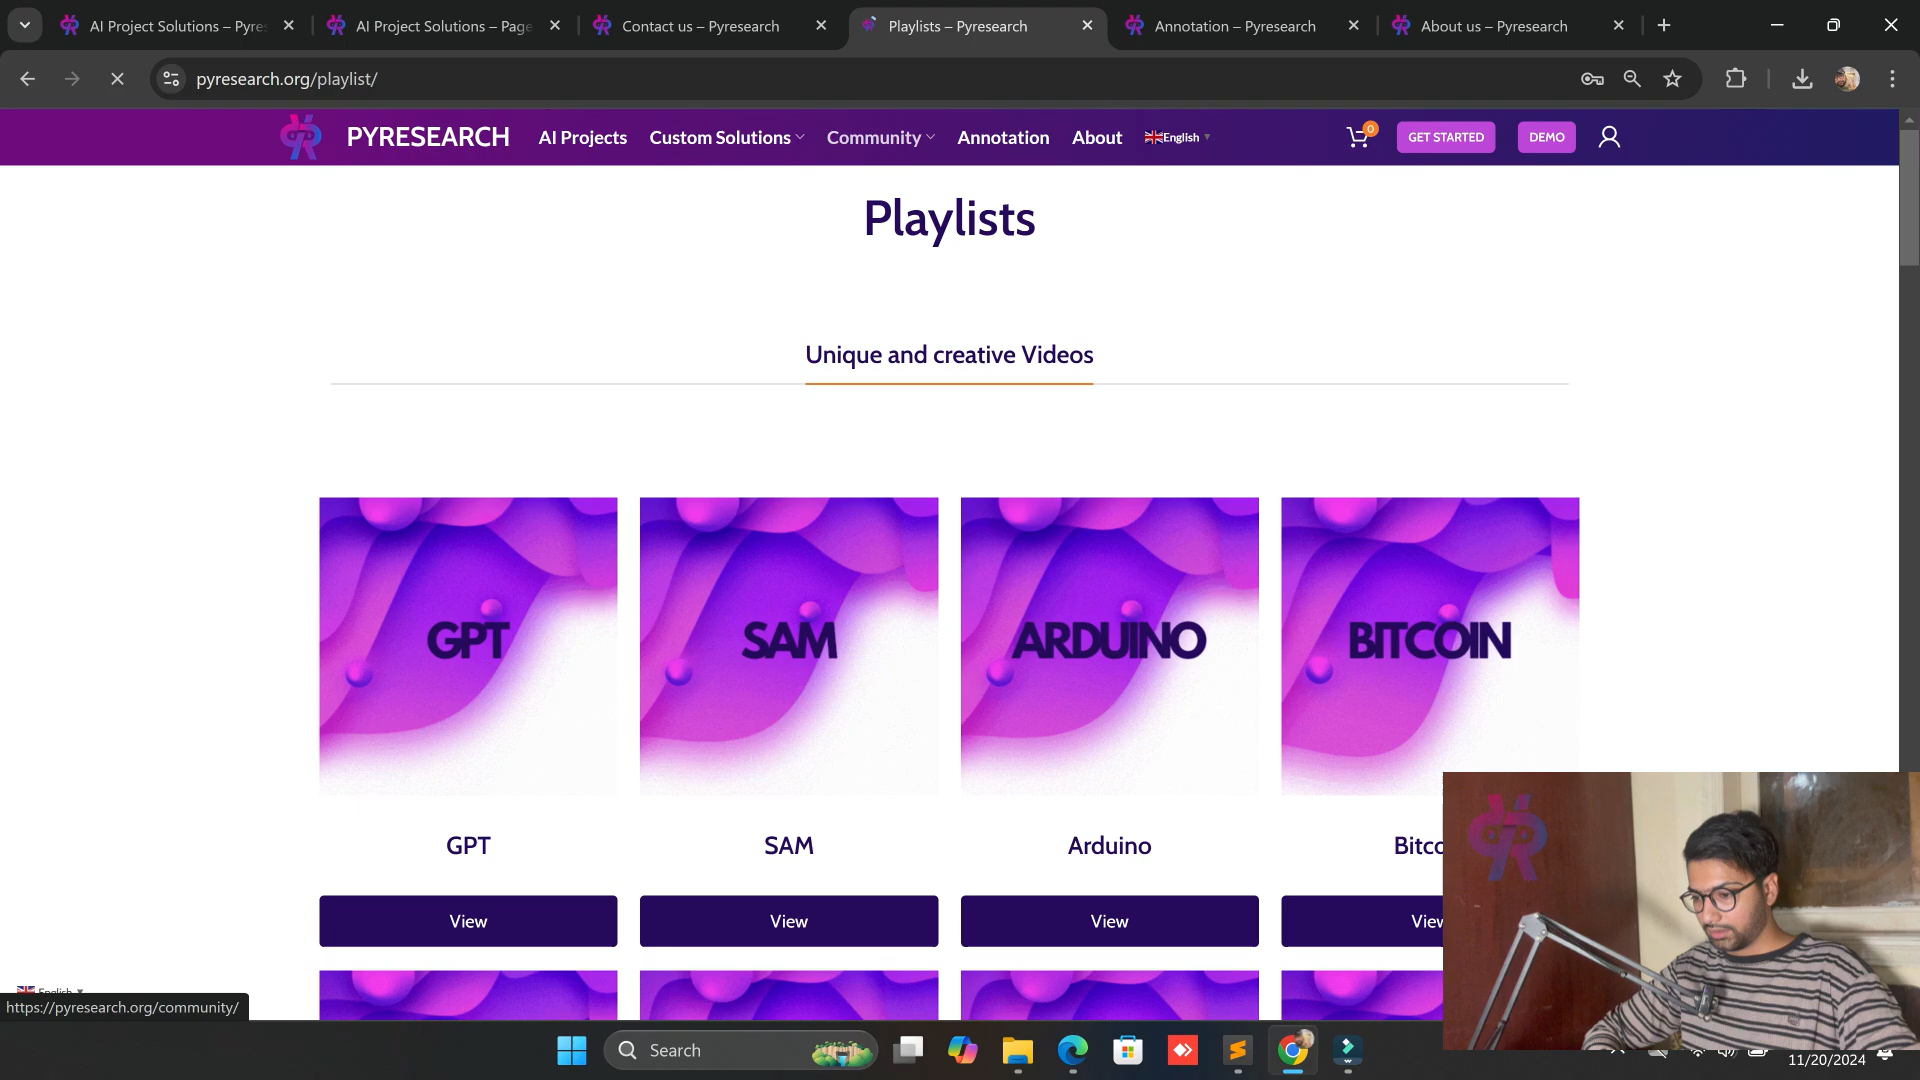 AI Project Solutions – Pyre
AI Project Solutions – Page
Contact us – Pyresearch
Playlists – Pyresearch
Annotation – Pyresearch
About us – Pyresearch
pyresearch.org/playlist/
PYRESEARCH
AI Projects
Custom Solutions
Community
Annotation
About
English
0
GET STARTED
DEMO
Playlists
Unique and creative Videos
GPT
SAM
ARDUINO
BITCOIN
GPT
SAM
Arduino
Bitco
View
View
View
View
English
https://pyresearch.org/community/
Search
11/20/2024